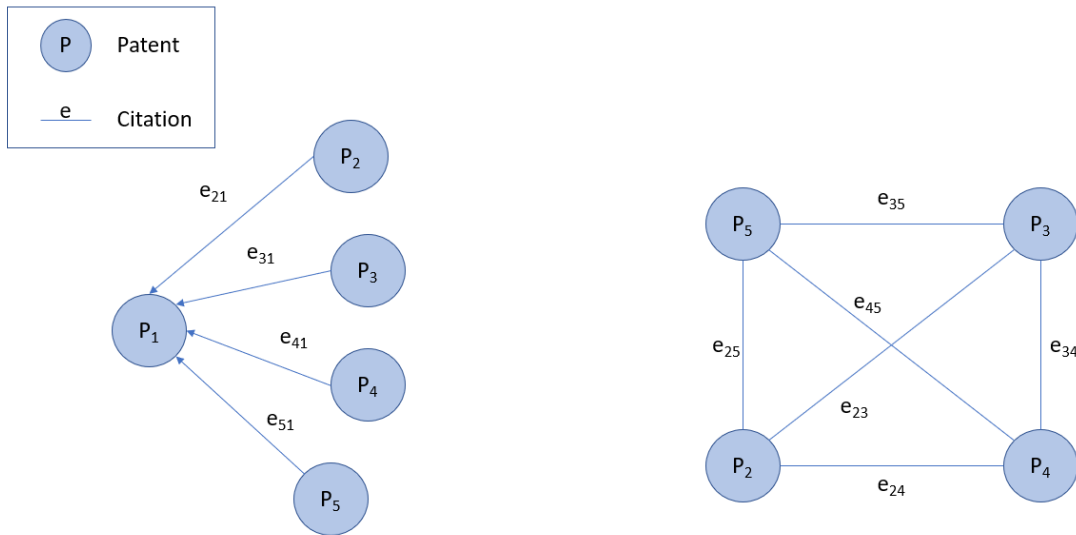 P Patent
e Citation
P₂
e₂₁
e₃₁
P₃
P₁
e₄₁
P₄
e₅₁
P₅
e₃₅
P₅
P₃
e₄₅
e₂₅
e₃₄
e₂₃
P₂
P₄
e₂₄